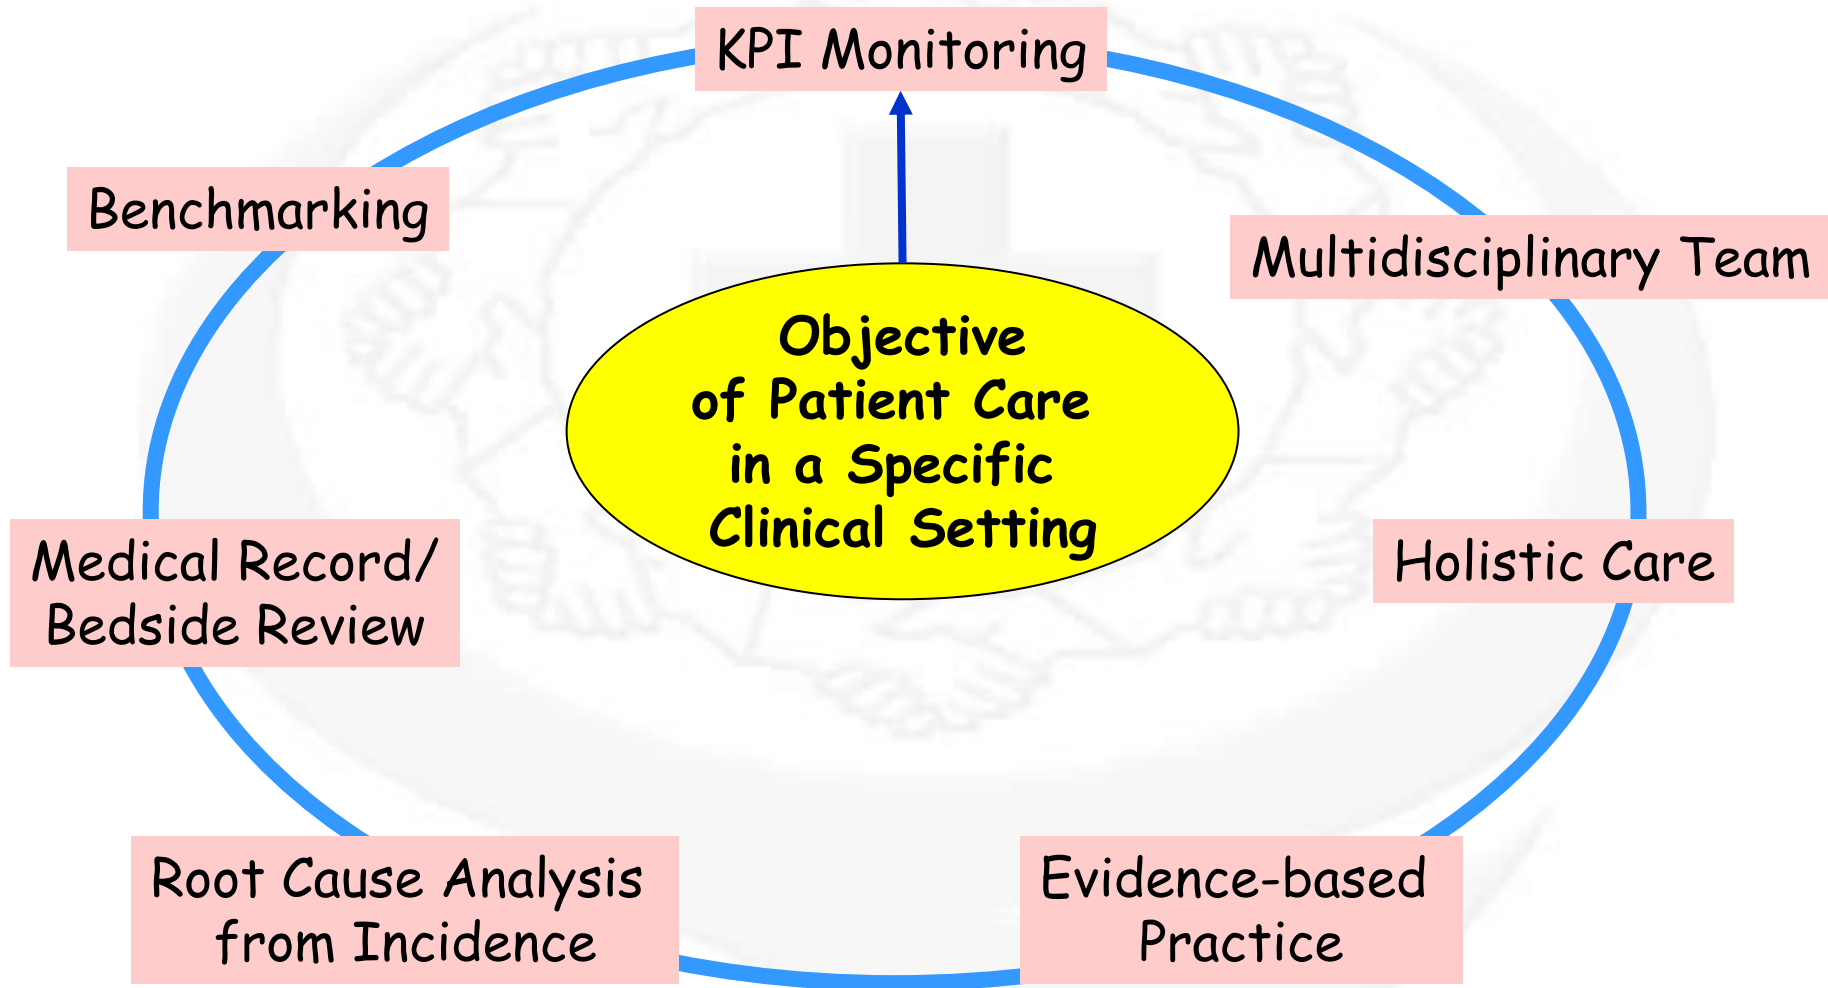 KPI Monitoring
Benchmarking
Multidisciplinary Team
Objective
of Patient Care
in a Specific
Clinical Setting
Medical Record/
Bedside Review
Holistic Care
Root Cause Analysis
from Incidence
Evidence-based
Practice